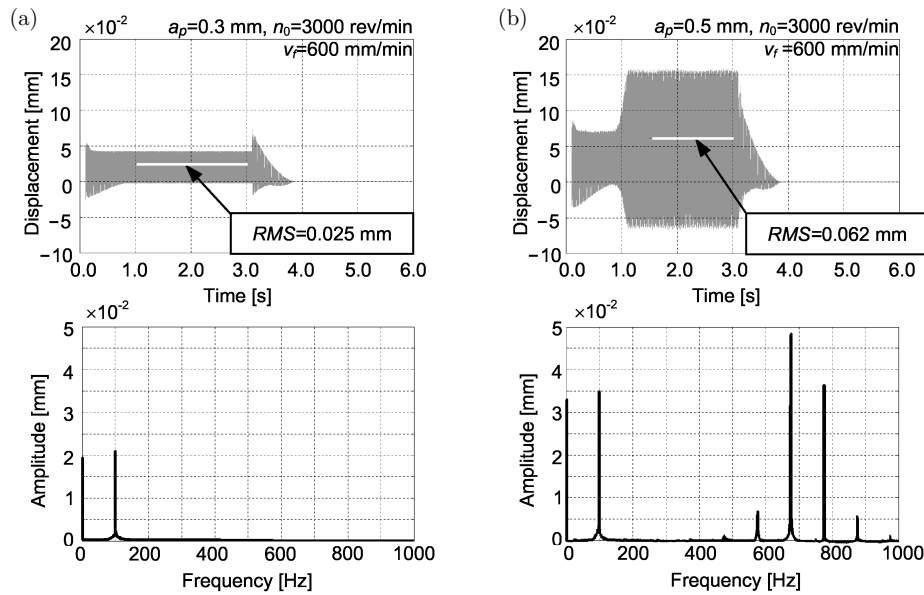 (a)
×10⁻²
aₚ=0.3 mm, n₀=3000 rev/min
v_f=600 mm/min
20
15
10
5
0
−5
−10
Displacement [mm]
RMS=0.025 mm
0.0 1.0 2.0 3.0 4.0 5.0 6.0
Time [s]
×10⁻²
5
4
3
2
1
0
Amplitude [mm]
0 200 400 600 800 1000
Frequency [Hz]
(b)
×10⁻²
aₚ=0.5 mm, n₀=3000 rev/min
v_f =600 mm/min
20
15
10
5
0
−5
−10
Displacement [mm]
RMS=0.062 mm
0.0 1.0 2.0 3.0 4.0 5.0 6.0
Time [s]
×10⁻²
5
4
3
2
1
0
Amplitude [mm]
0 200 400 600 800 1000
Frequency [Hz]